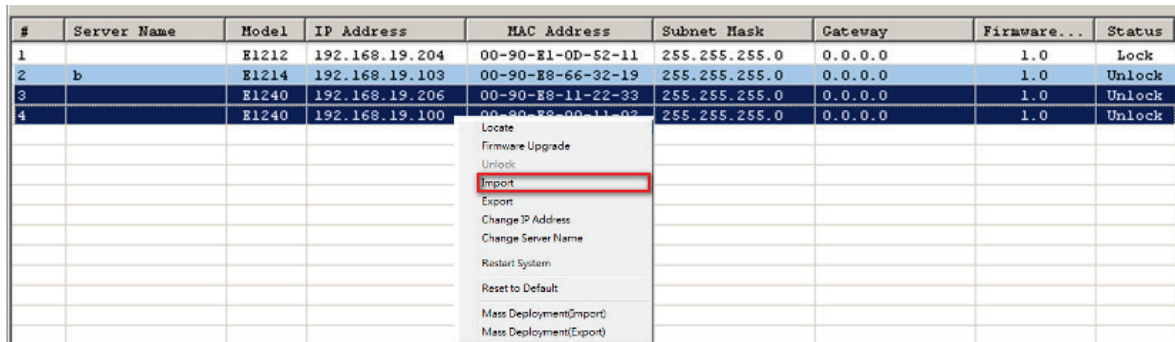 # Server Name Model IP Address MAC Address Subnet Mask Gateway Firmware... Status
1 E1212 192.168.19.204 00-90-E1-0D-52-11 255.255.255.0 0.0.0.0 1.0 Lock
2 b E1214 192.168.19.103 00-90-E8-66-32-19 255.255.255.0 0.0.0.0 1.0 Unlock
3 E1240 192.168.19.206 00-90-E8-11-22-33 255.255.255.0 0.0.0.0 1.0 Unlock
4 E1240 192.168.19.100 255.255.255.0 0.0.0.0 1.0 Unlock
Locate
Firmware Upgrade
Unlock
Import
Export
Change IP Address
Change Server Name
Restart System
Reset to Default
Mass Deployment(Import)
Mass Deployment(Export)